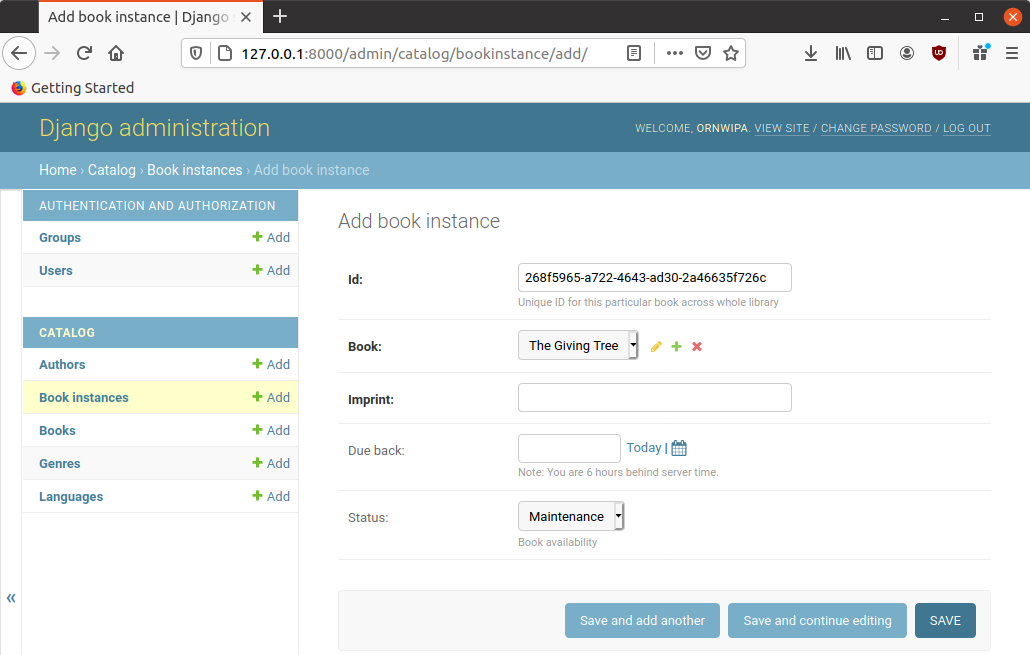 Add book instance | Django
127.0.0.1:8000/admin/catalog/bookinstance/add/
Getting Started
Django administration
WELCOME, ORNWIPA. VIEW SITE / CHANGE PASSWORD / LOG OUT
Home › Catalog › Book instances › Add book instance
AUTHENTICATION AND AUTHORIZATION
Groups + Add
Users + Add
CATALOG
Authors + Add
Book instances + Add
Books + Add
Genres + Add
Languages + Add
«
Add book instance
Id: 268f5965-a722-4643-ad30-2a46635f726c
Unique ID for this particular book across whole library
Book: The Giving Tree
Imprint:
Due back: Today |
Note: You are 6 hours behind server time.
Status: Maintenance
Book availability
Save and add another Save and continue editing SAVE